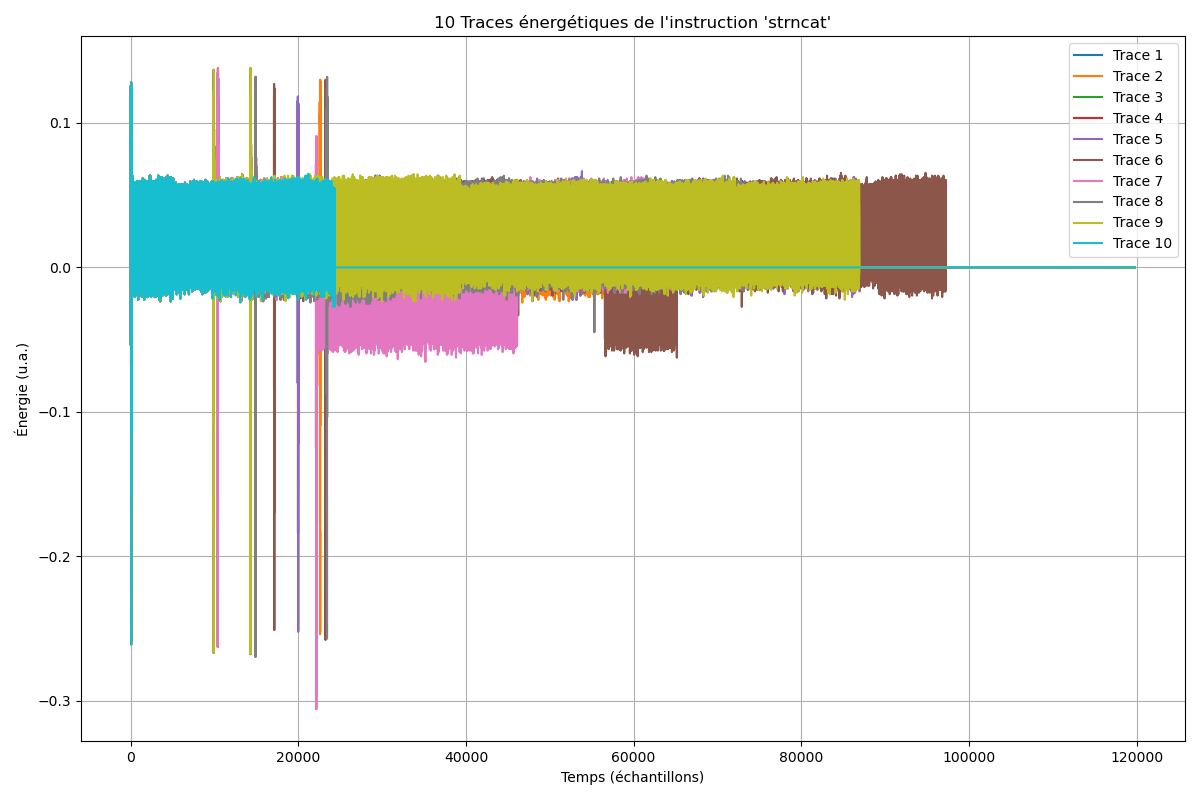 10 Traces énergétiques de l'instruction 'strncat'
Trace 1
Trace 2
Trace 3
Trace 4
Trace 5
Trace 6
Trace 7
Trace 8
Trace 9
Trace 10
0.1
0.0
−0.1
−0.2
−0.3
Énergie (u.a.)
0
20000
40000
60000
80000
100000
120000
Temps (échantillons)